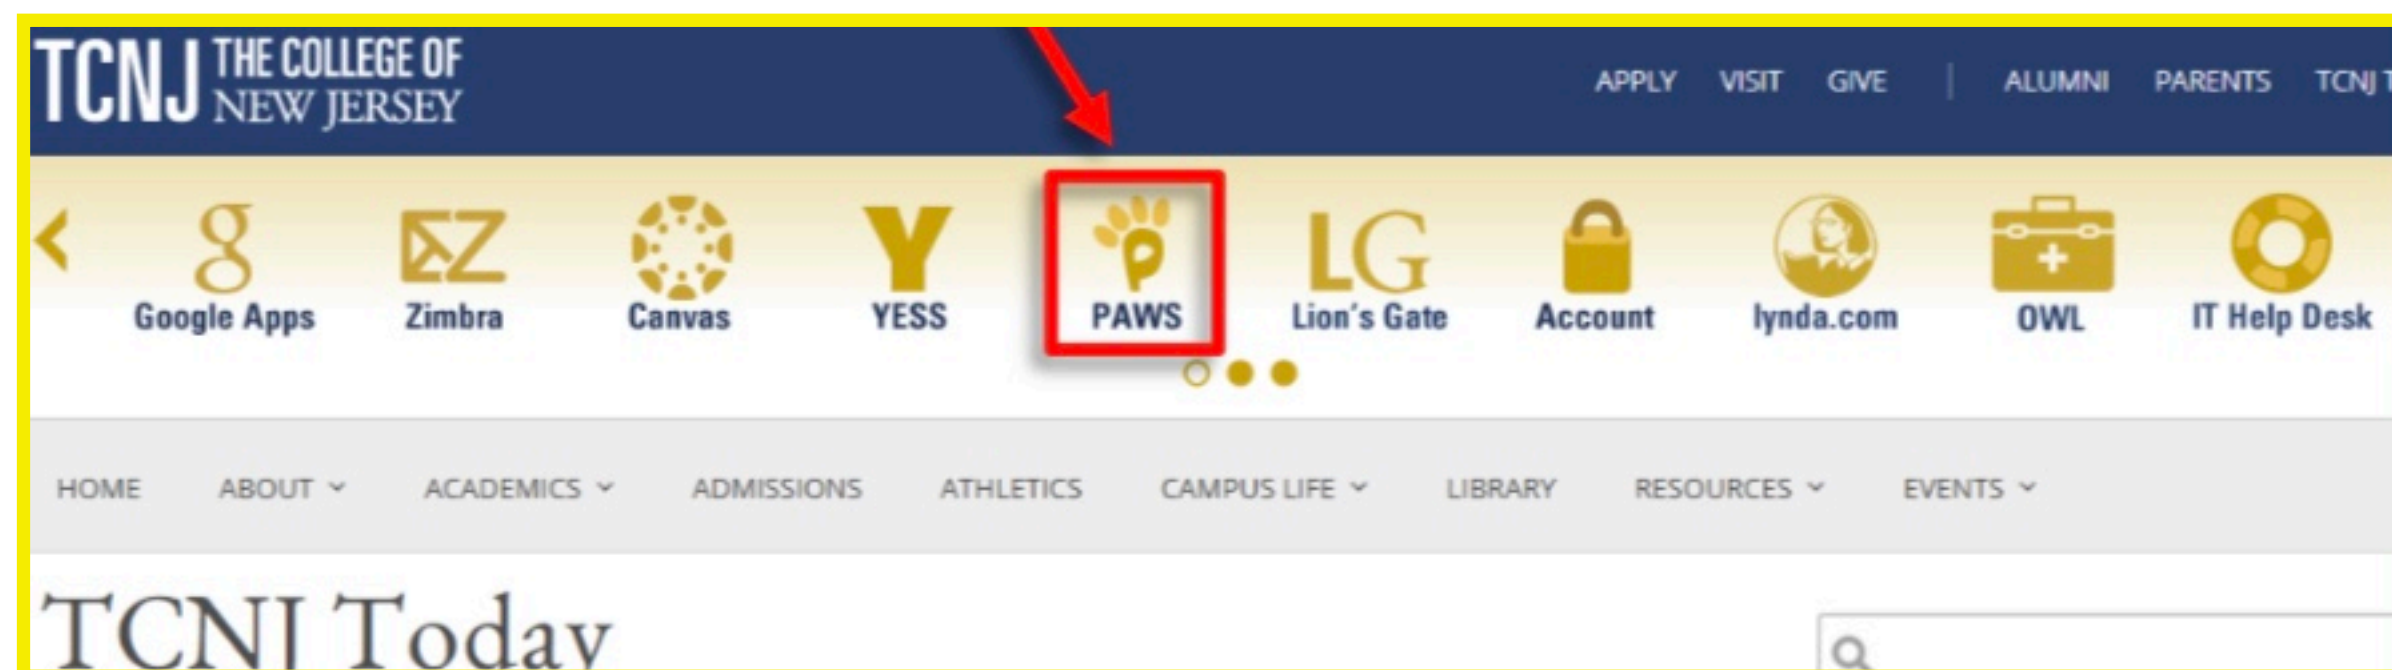 TCNJ THE COLLEGE OF
NEW JERSEY
APPLY VISIT GIVE | ALUMNI PARENTS TCNJ T
Google Apps Zimbra Canvas YESS PAWS Lion's Gate Account lynda.com OWL IT Help Desk
HOME ABOUT ACADEMICS ADMISSIONS ATHLETICS CAMPUS LIFE LIBRARY RESOURCES EVENTS
TCNJ Today